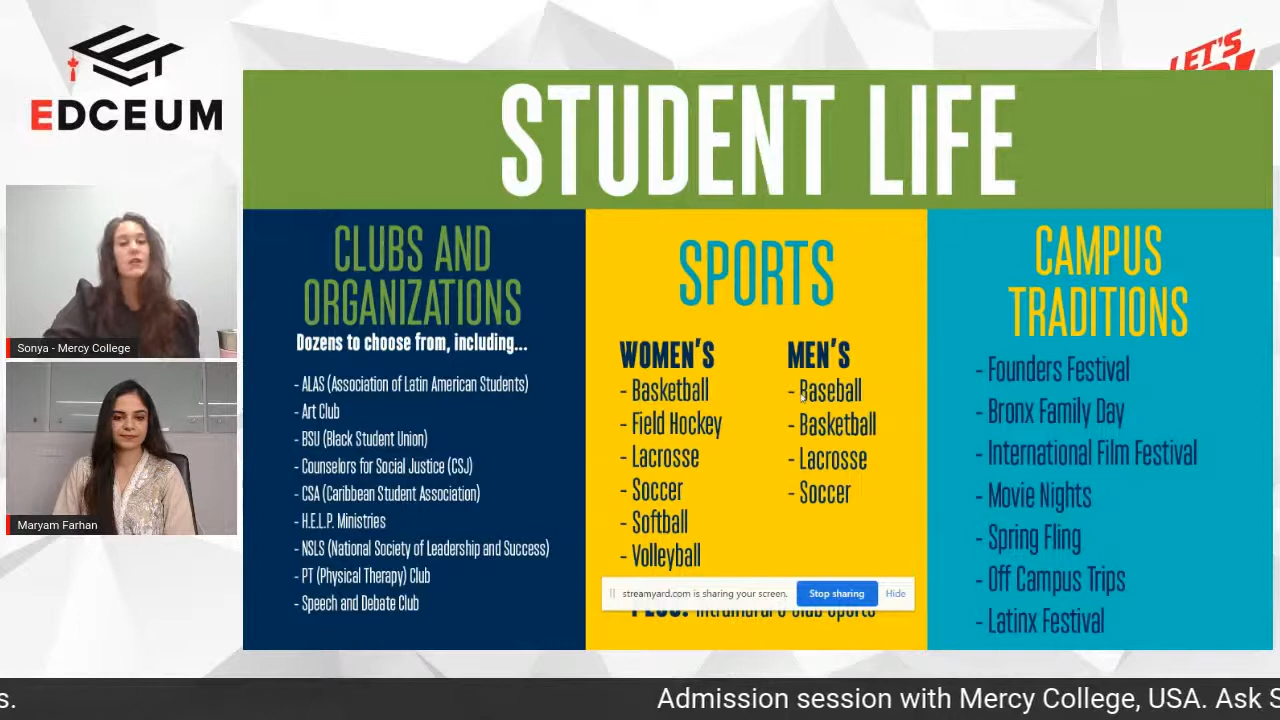 EDCEUM
LET'S
STUDENT LIFE
CLUBS AND
ORGANIZATIONS
Dozens to choose from, including...
- ALAS (Association of Latin American Students)
- Art Club
- BSU (Black Student Union)
- Counselors for Social Justice (CSJ)
- CSA (Caribbean Student Association)
- H.E.L.P. Ministries
- NSLS (National Society of Leadership and Success)
- PT (Physical Therapy) Club
- Speech and Debate Club
SPORTS
WOMEN'S
- Basketball
- Field Hockey
- Lacrosse
- Soccer
- Softball
- Volleyball
MEN'S
- Baseball
- Basketball
- Lacrosse
- Soccer
streamyard.com is sharing your screen.
Stop sharing
Hide
PLUS: Intramural & Club Sports
CAMPUS
TRADITIONS
- Founders Festival
- Bronx Family Day
- International Film Festival
- Movie Nights
- Spring Fling
- Off Campus Trips
- Latinx Festival
Sonya - Mercy College
Maryam Farhan
s.
Admission session with Mercy College, USA. Ask S